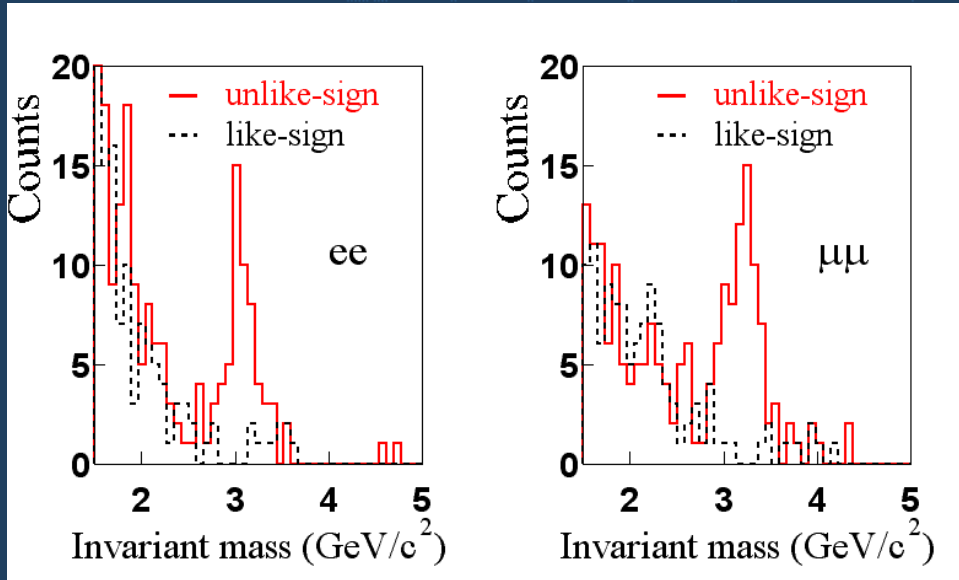 Counts
20
15
10
5
0
unlike-sign
like-sign
ee
2 3 4 5
Invariant mass (GeV/c²)
Counts
20
15
10
5
0
unlike-sign
like-sign
μμ
2 3 4 5
Invariant mass (GeV/c²)